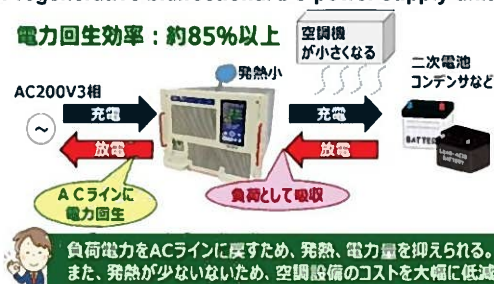 電力回生効率：約85％以上
空調機
が小さくなる
発熱小
二次電池
コンデンサなど
AC200V3相
充電
充電
～
放電
放電
BATTERY
LEAD-ACID
BATTERY
ACラインに
電力回生
負荷として吸収
負荷電力をACラインに戻すため、発熱、電力量を抑えられる。
また、発熱が少ないないため、空調設備のコストを大幅に低減